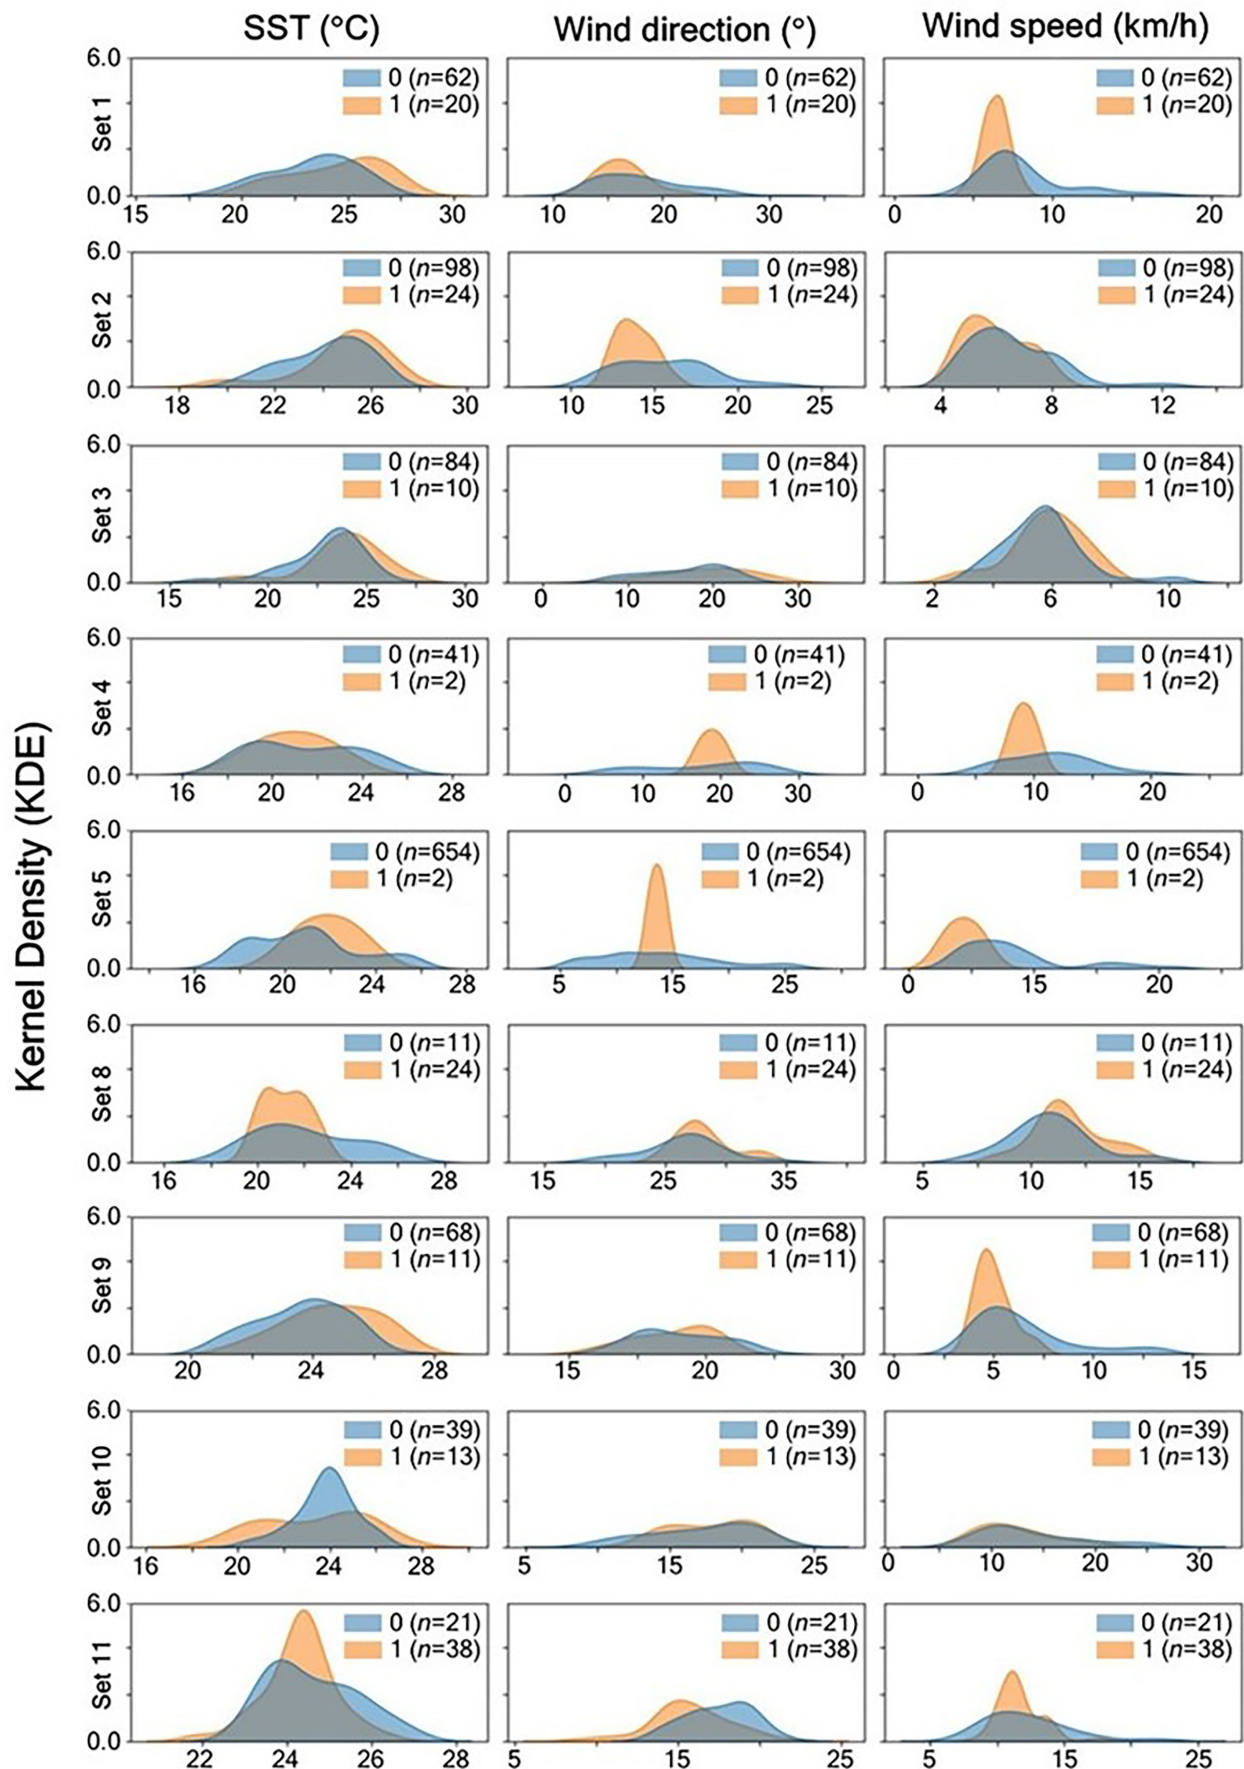 SST (°C) Wind direction (°) Wind speed (km/h)
Kernel Density (KDE)
Set 1
6.0
0.0
0 (n=62)
1 (n=20)
15 20 25 30
0 (n=62)
1 (n=20)
10 20 30
0 (n=62)
1 (n=20)
0 10 20
Set 2
6.0
0.0
0 (n=98)
1 (n=24)
18 22 26 30
0 (n=98)
1 (n=24)
10 15 20 25
0 (n=98)
1 (n=24)
4 8 12
Set 3
6.0
0.0
0 (n=84)
1 (n=10)
15 20 25 30
0 (n=84)
1 (n=10)
0 10 20 30
0 (n=84)
1 (n=10)
2 6 10
Set 4
6.0
0.0
0 (n=41)
1 (n=2)
16 20 24 28
0 (n=41)
1 (n=2)
0 10 20 30
0 (n=41)
1 (n=2)
0 10 20
Set 5
6.0
0.0
0 (n=654)
1 (n=2)
16 20 24 28
0 (n=654)
1 (n=2)
5 15 25
0 (n=654)
1 (n=2)
0 15 20
Set 8
6.0
0.0
0 (n=11)
1 (n=24)
16 20 24 28
0 (n=11)
1 (n=24)
15 25 35
0 (n=11)
1 (n=24)
5 10 15
Set 9
6.0
0.0
0 (n=68)
1 (n=11)
20 24 28
0 (n=68)
1 (n=11)
15 20 30
0 (n=68)
1 (n=11)
0 5 10 15
Set 10
6.0
0.0
0 (n=39)
1 (n=13)
16 20 24 28
0 (n=39)
1 (n=13)
5 15 25
0 (n=39)
1 (n=13)
0 10 20 30
Set 11
6.0
0.0
0 (n=21)
1 (n=38)
22 24 26 28
0 (n=21)
1 (n=38)
5 15 25
0 (n=21)
1 (n=38)
5 15 25